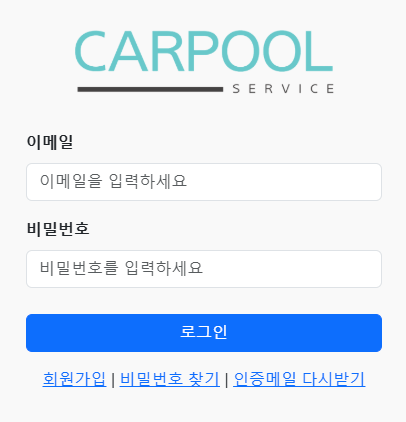 CARPOOL
SERVICE
이메일
이메일을 입력하세요
비밀번호
비밀번호를 입력하세요
로그인
회원가입 | 비밀번호 찾기 | 인증메일 다시받기